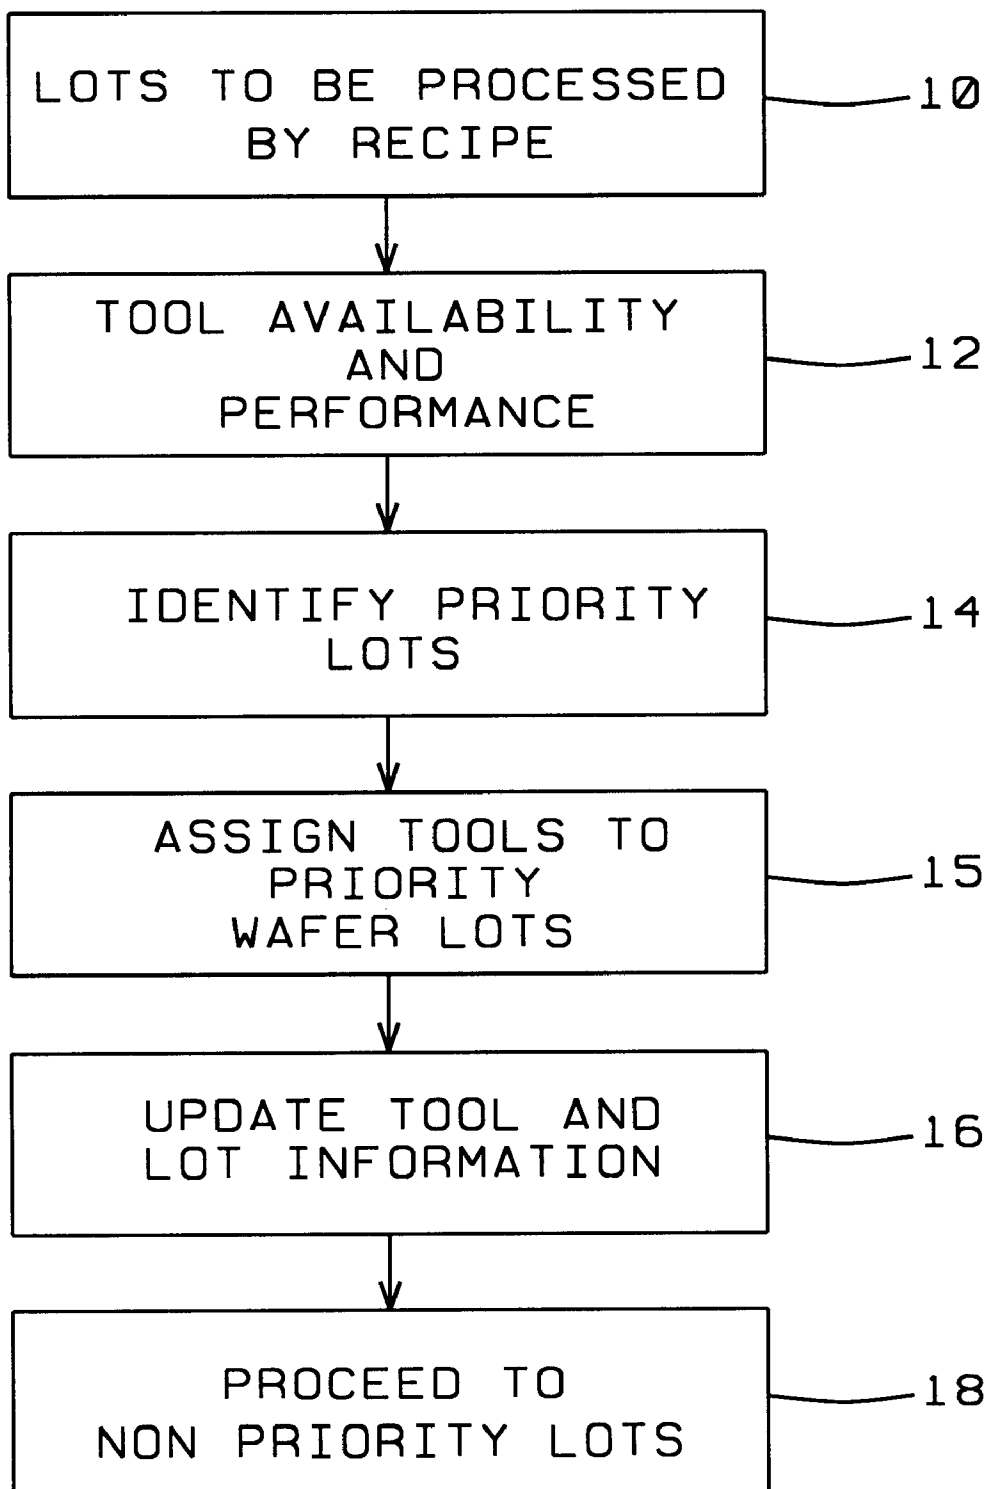 LOTS TO BE PROCESSED
BY RECIPE
10
TOOL AVAILABILITY
AND
PERFORMANCE
12
IDENTIFY PRIORITY
LOTS
14
ASSIGN TOOLS TO
PRIORITY
WAFER LOTS
15
UPDATE TOOL AND
LOT INFORMATION
16
PROCEED TO
NON PRIORITY LOTS
18